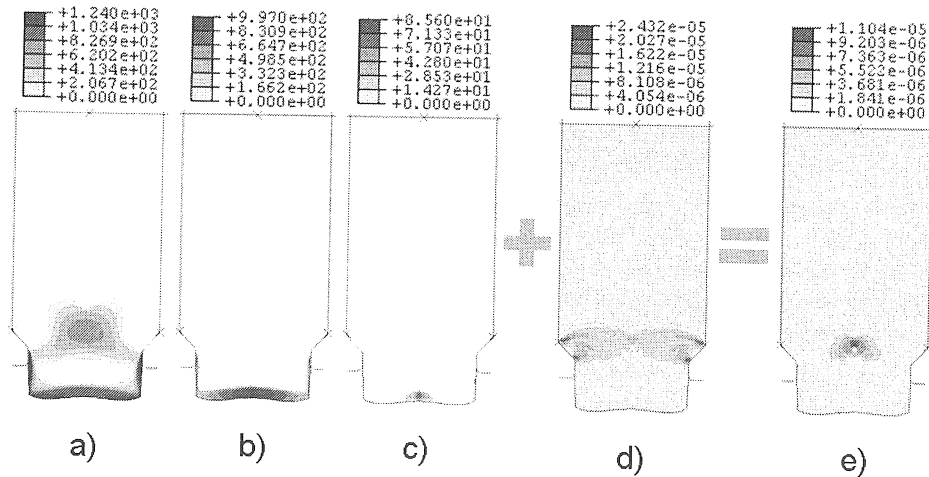 +1.240e+03
+1.034e+03
+8.269e+02
+6.202e+02
+4.134e+02
+2.067e+02
+0.000e+00
+9.970e+02
+8.309e+02
+6.647e+02
+4.985e+02
+3.323e+02
+1.662e+02
+0.000e+00
+8.560e+01
+7.133e+01
+5.707e+01
+4.280e+01
+2.853e+01
+1.427e+01
+0.000e+00
+2.432e-05
+2.027e-05
+1.622e-05
+1.216e-05
+8.108e-06
+4.054e-06
+0.000e+00
+1.104e-05
+9.203e-06
+7.363e-06
+5.522e-06
+3.681e-06
+1.841e-06
+0.000e+00
+ =
a) b) c) d) e)